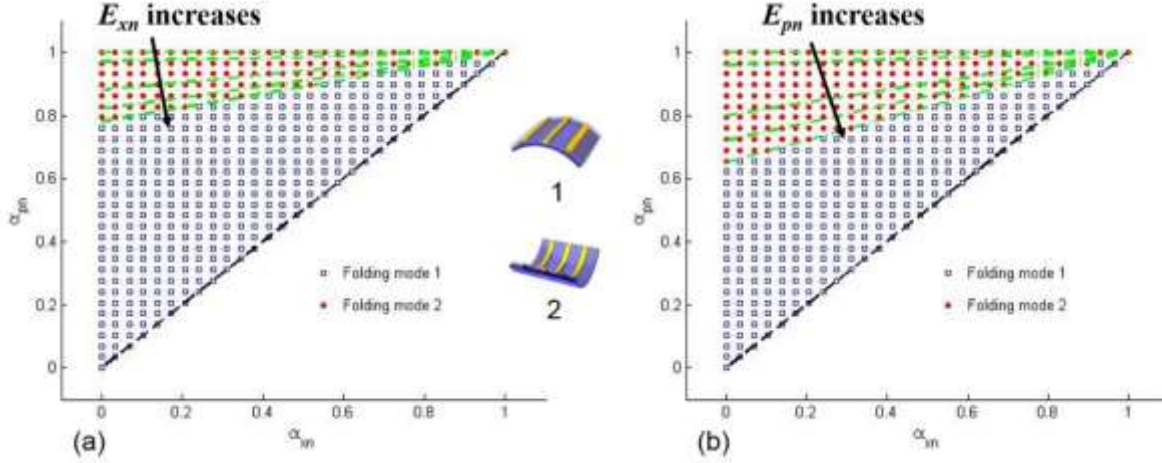 E_xn increases
E_pn increases
1
0.8
0.6
0.4
0.2
0
α_pn
0
0.2
0.4
0.6
0.8
1
α_xn
Folding mode 1
Folding mode 2
1
2
(a)
1
0.8
0.6
0.4
0.2
0
α_pn
0
0.2
0.4
0.6
0.8
1
α_xn
Folding mode 1
Folding mode 2
(b)